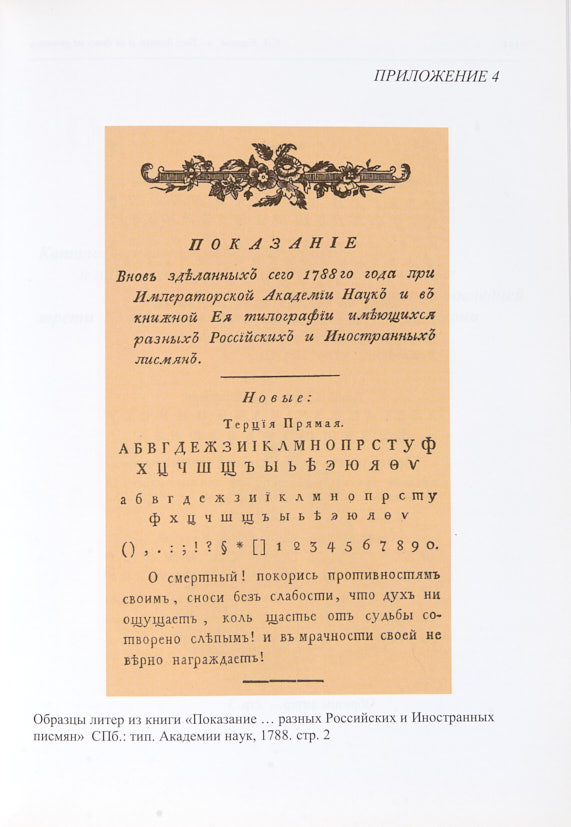 ПРИЛОЖЕНИЕ 4
ПОКАЗАНІЕ
Вновь здѣланныхъ сего 1788го года при
Императорской Академіи Наукъ и въ
книжной Ея типографіи имѣющихся
разныхъ Россійскихъ и Иностранныхъ
писмянъ.
Новые:
Терція Прямая.
АБВГДЕЖЗИІКЛМНОПРСТУФ
ХЦЧШЩЪЫЬѢЭЮЯѲѴ
а б в г д е ж з и ї к л м н о п р с т у
ф х ц ч ш щ ъ ы ь ѣ э ю я ѳ ѵ
() , . : ; ! ? § * [] 1 2 3 4 5 6 7 8 9 0.
О смертный! покорись противностямъ
своимъ, сноси безъ слабости, что духъ ни
ощущаетъ, коль щастье отъ судьбы со-
творено слѣпымъ! и въ мрачности своей не
вѣрно награждаетъ!
Образцы литер из книги «Показание ... разных Российских и Иностранных
писмян» СПб.: тип. Академии наук, 1788. стр. 2